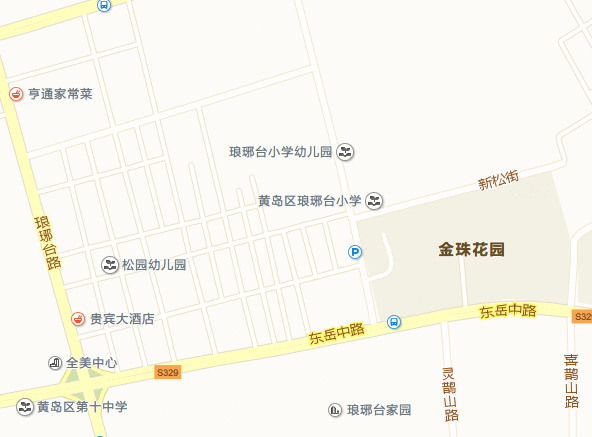 亨通家常菜
琅琊台小学幼儿园
新松街
黄岛区琅琊台小学
琅琊台路
金珠花园
松园幼儿园
贵宾大酒店
东岳中路
东岳中路
S329
全美中心
S329
灵鹊山路
喜鹊山路
黄岛区第十中学
琅琊台家园
P